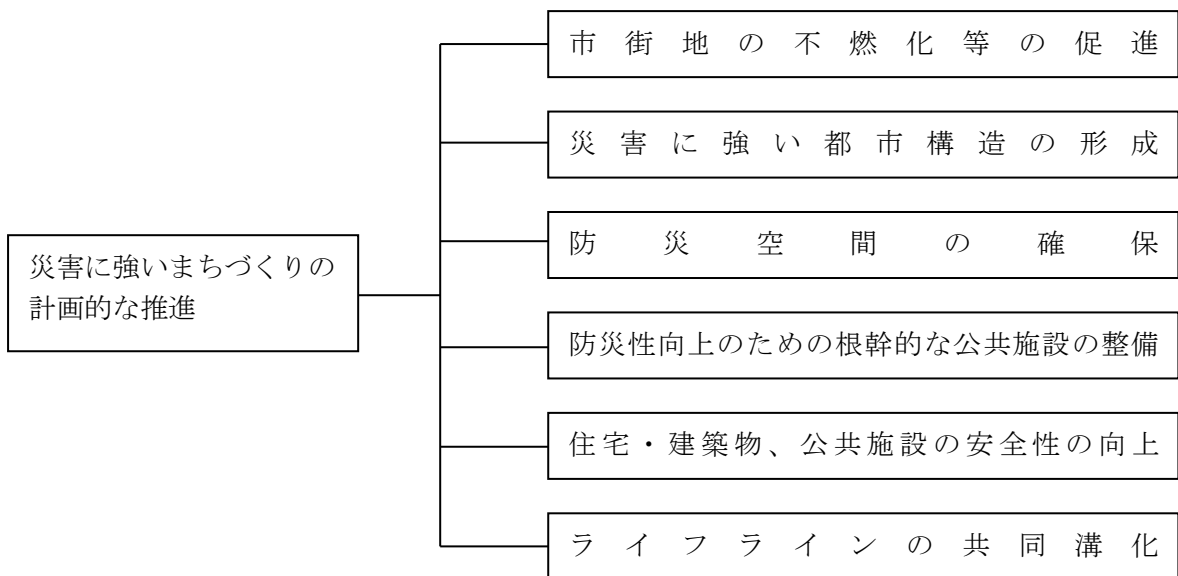 災害に強いまちづくりの
計画的な推進
市街地の不燃化等の促進
災害に強い都市構造の形成
防災空間の確保
防災性向上のための根幹的な公共施設の整備
住宅・建築物、公共施設の安全性の向上
ライフラインの共同溝化